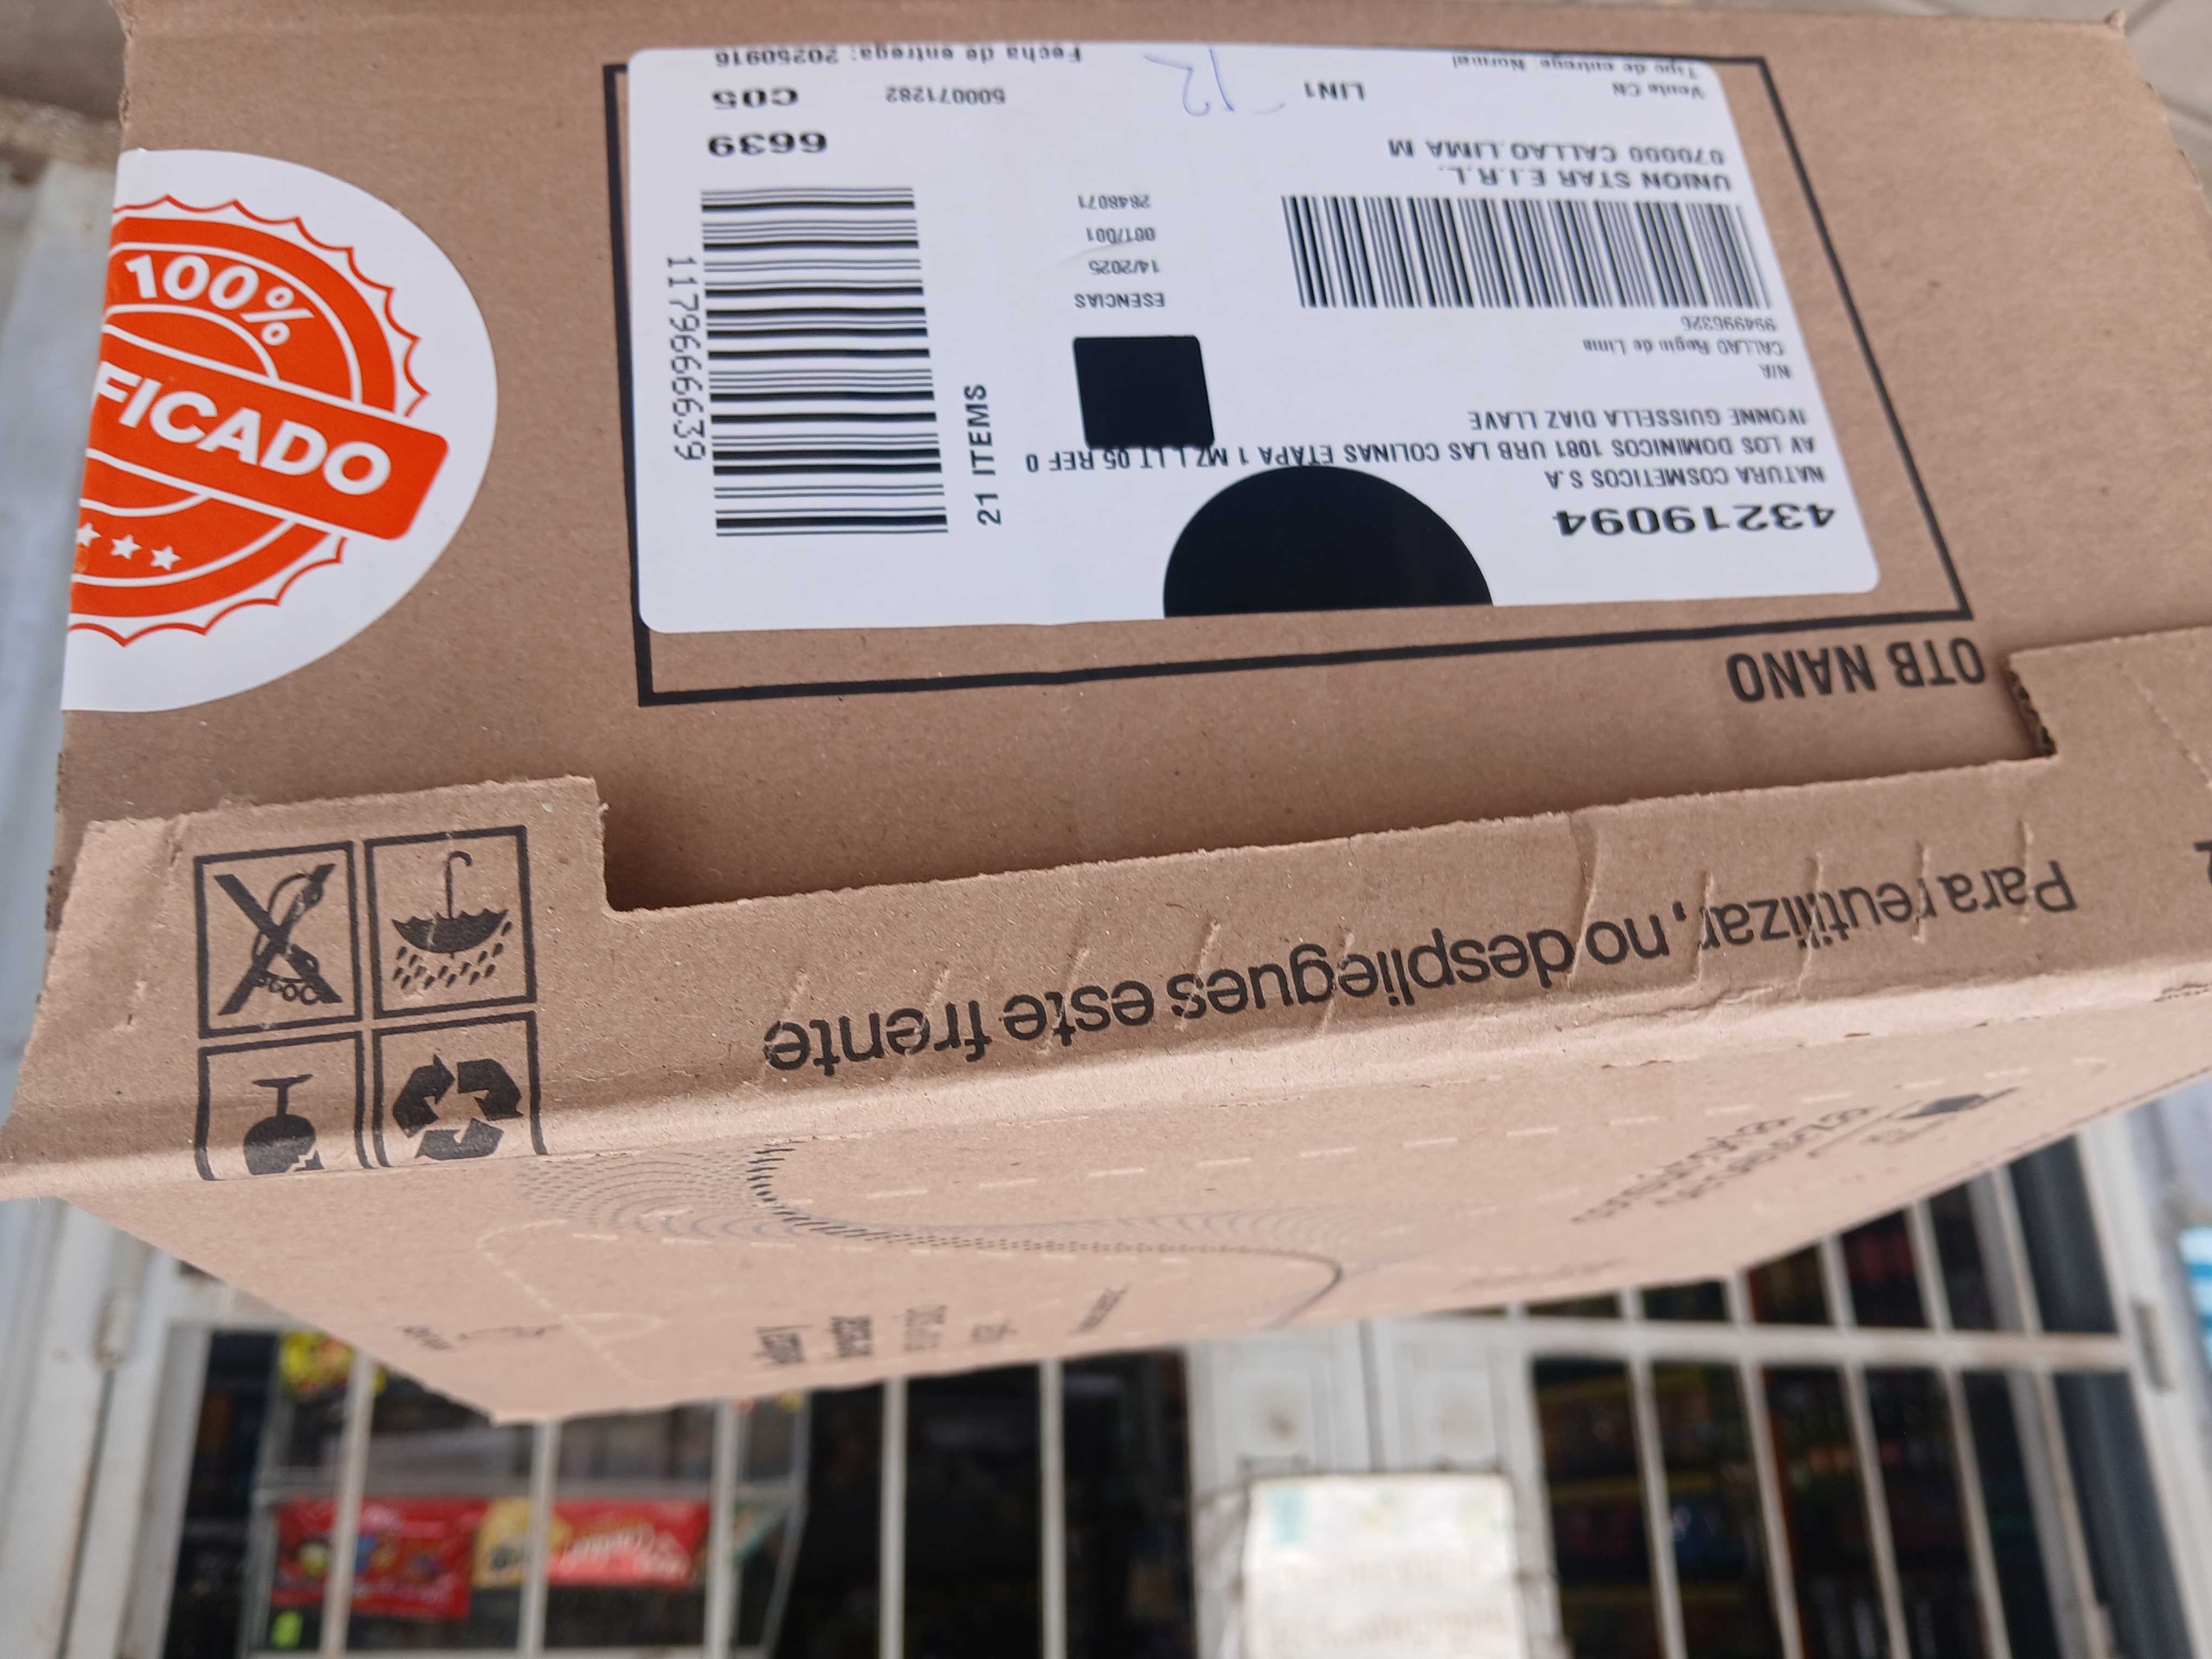 43219094
NATURA COSMETICOS S.A
AV LOS DOMINICOS 1081 URB LAS COLINAS ETAPA 1 MZ I LT 05 REF 0
IVONNE GUISSELLA DIAZ LLAVE
N/A
CALLAO Regin de Lima
994996326
UNION STAR E.I.R.L.
070000 CALLAO.LIMA M
Venta CN
LIN1
Tipo de entrega: Normal
21 ITEMS
ESENCIAS
14/2025
001/001
2848071
1179666639
6639
500071282
C05
Fecha de entrega: 20250916
12
OTB NANO
100%
FICADO
Para reutilizar, no despliegues este frente